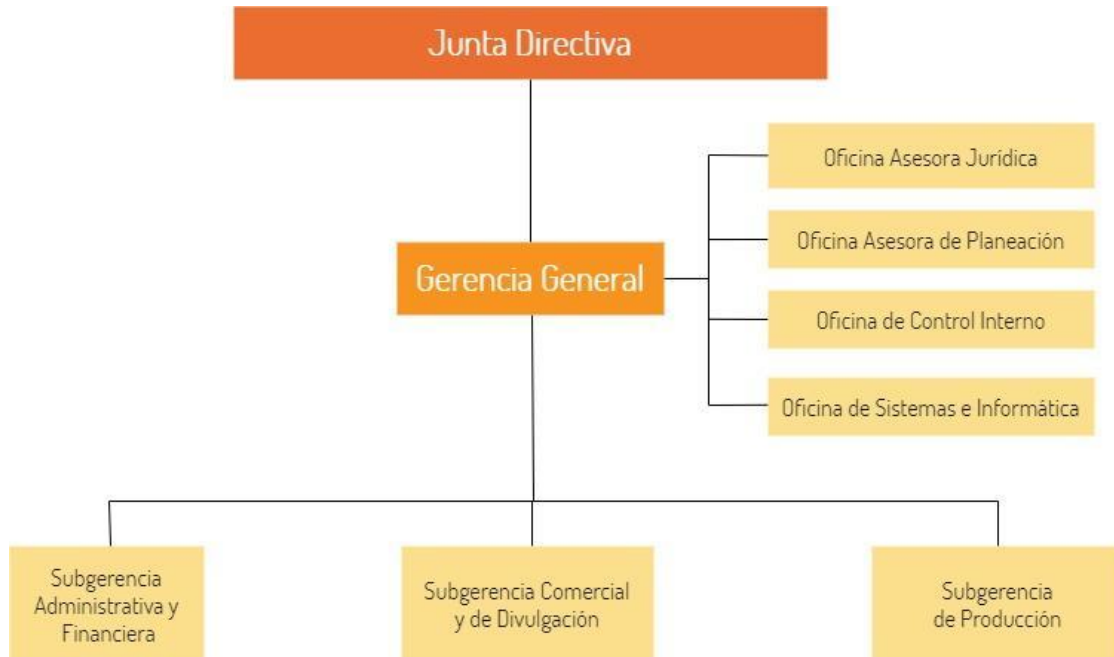 Junta Directiva
Oficina Asesora Jurídica
Oficina Asesora de Planeación
Gerencia General
Oficina de Control Interno
Oficina de Sistemas e Informática
Subgerencia
Administrativa y
Financiera
Subgerencia Comercial
y de Divulgación
Subgerencia
de Producción